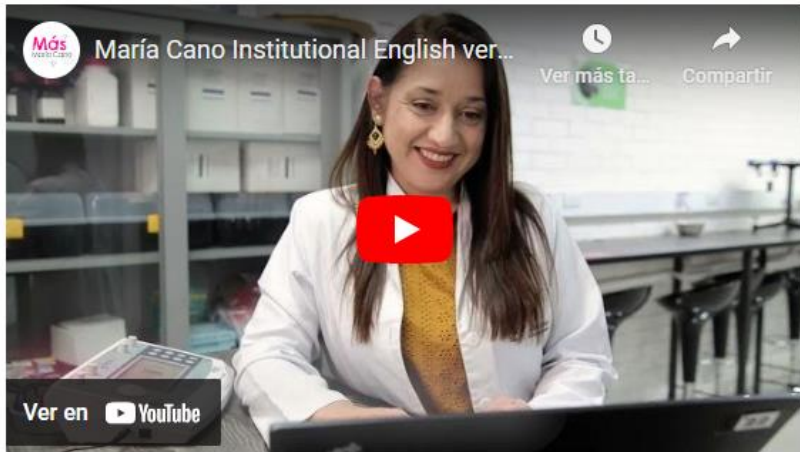 Más
María Cano
María Cano Institutional English ver...
Ver más ta...
Compartir
Ver en YouTube